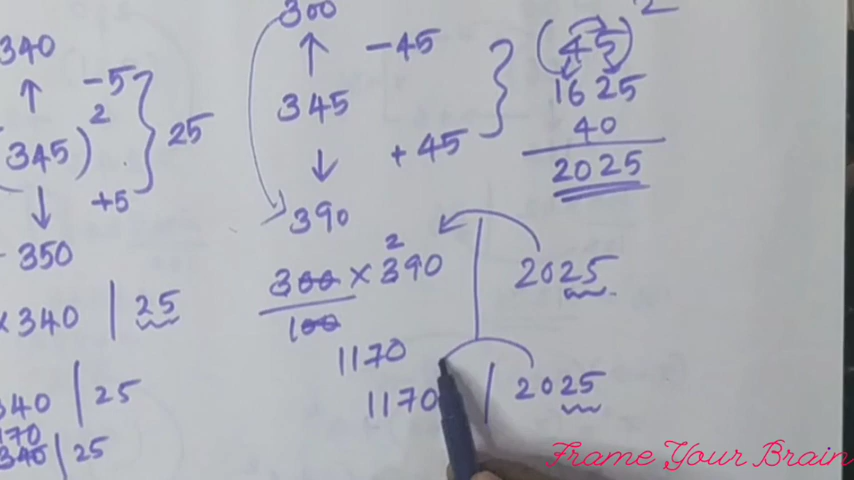 340
-5
(345)² } 25
+5
350
x 340 | 25
340 | 25
170
340 | 25
300
-45
345
+45 }
390
(45)²
1625
40
2025
300 × 390 | 2025
2
100
1170
1170 | 2025
Frame Your Brain